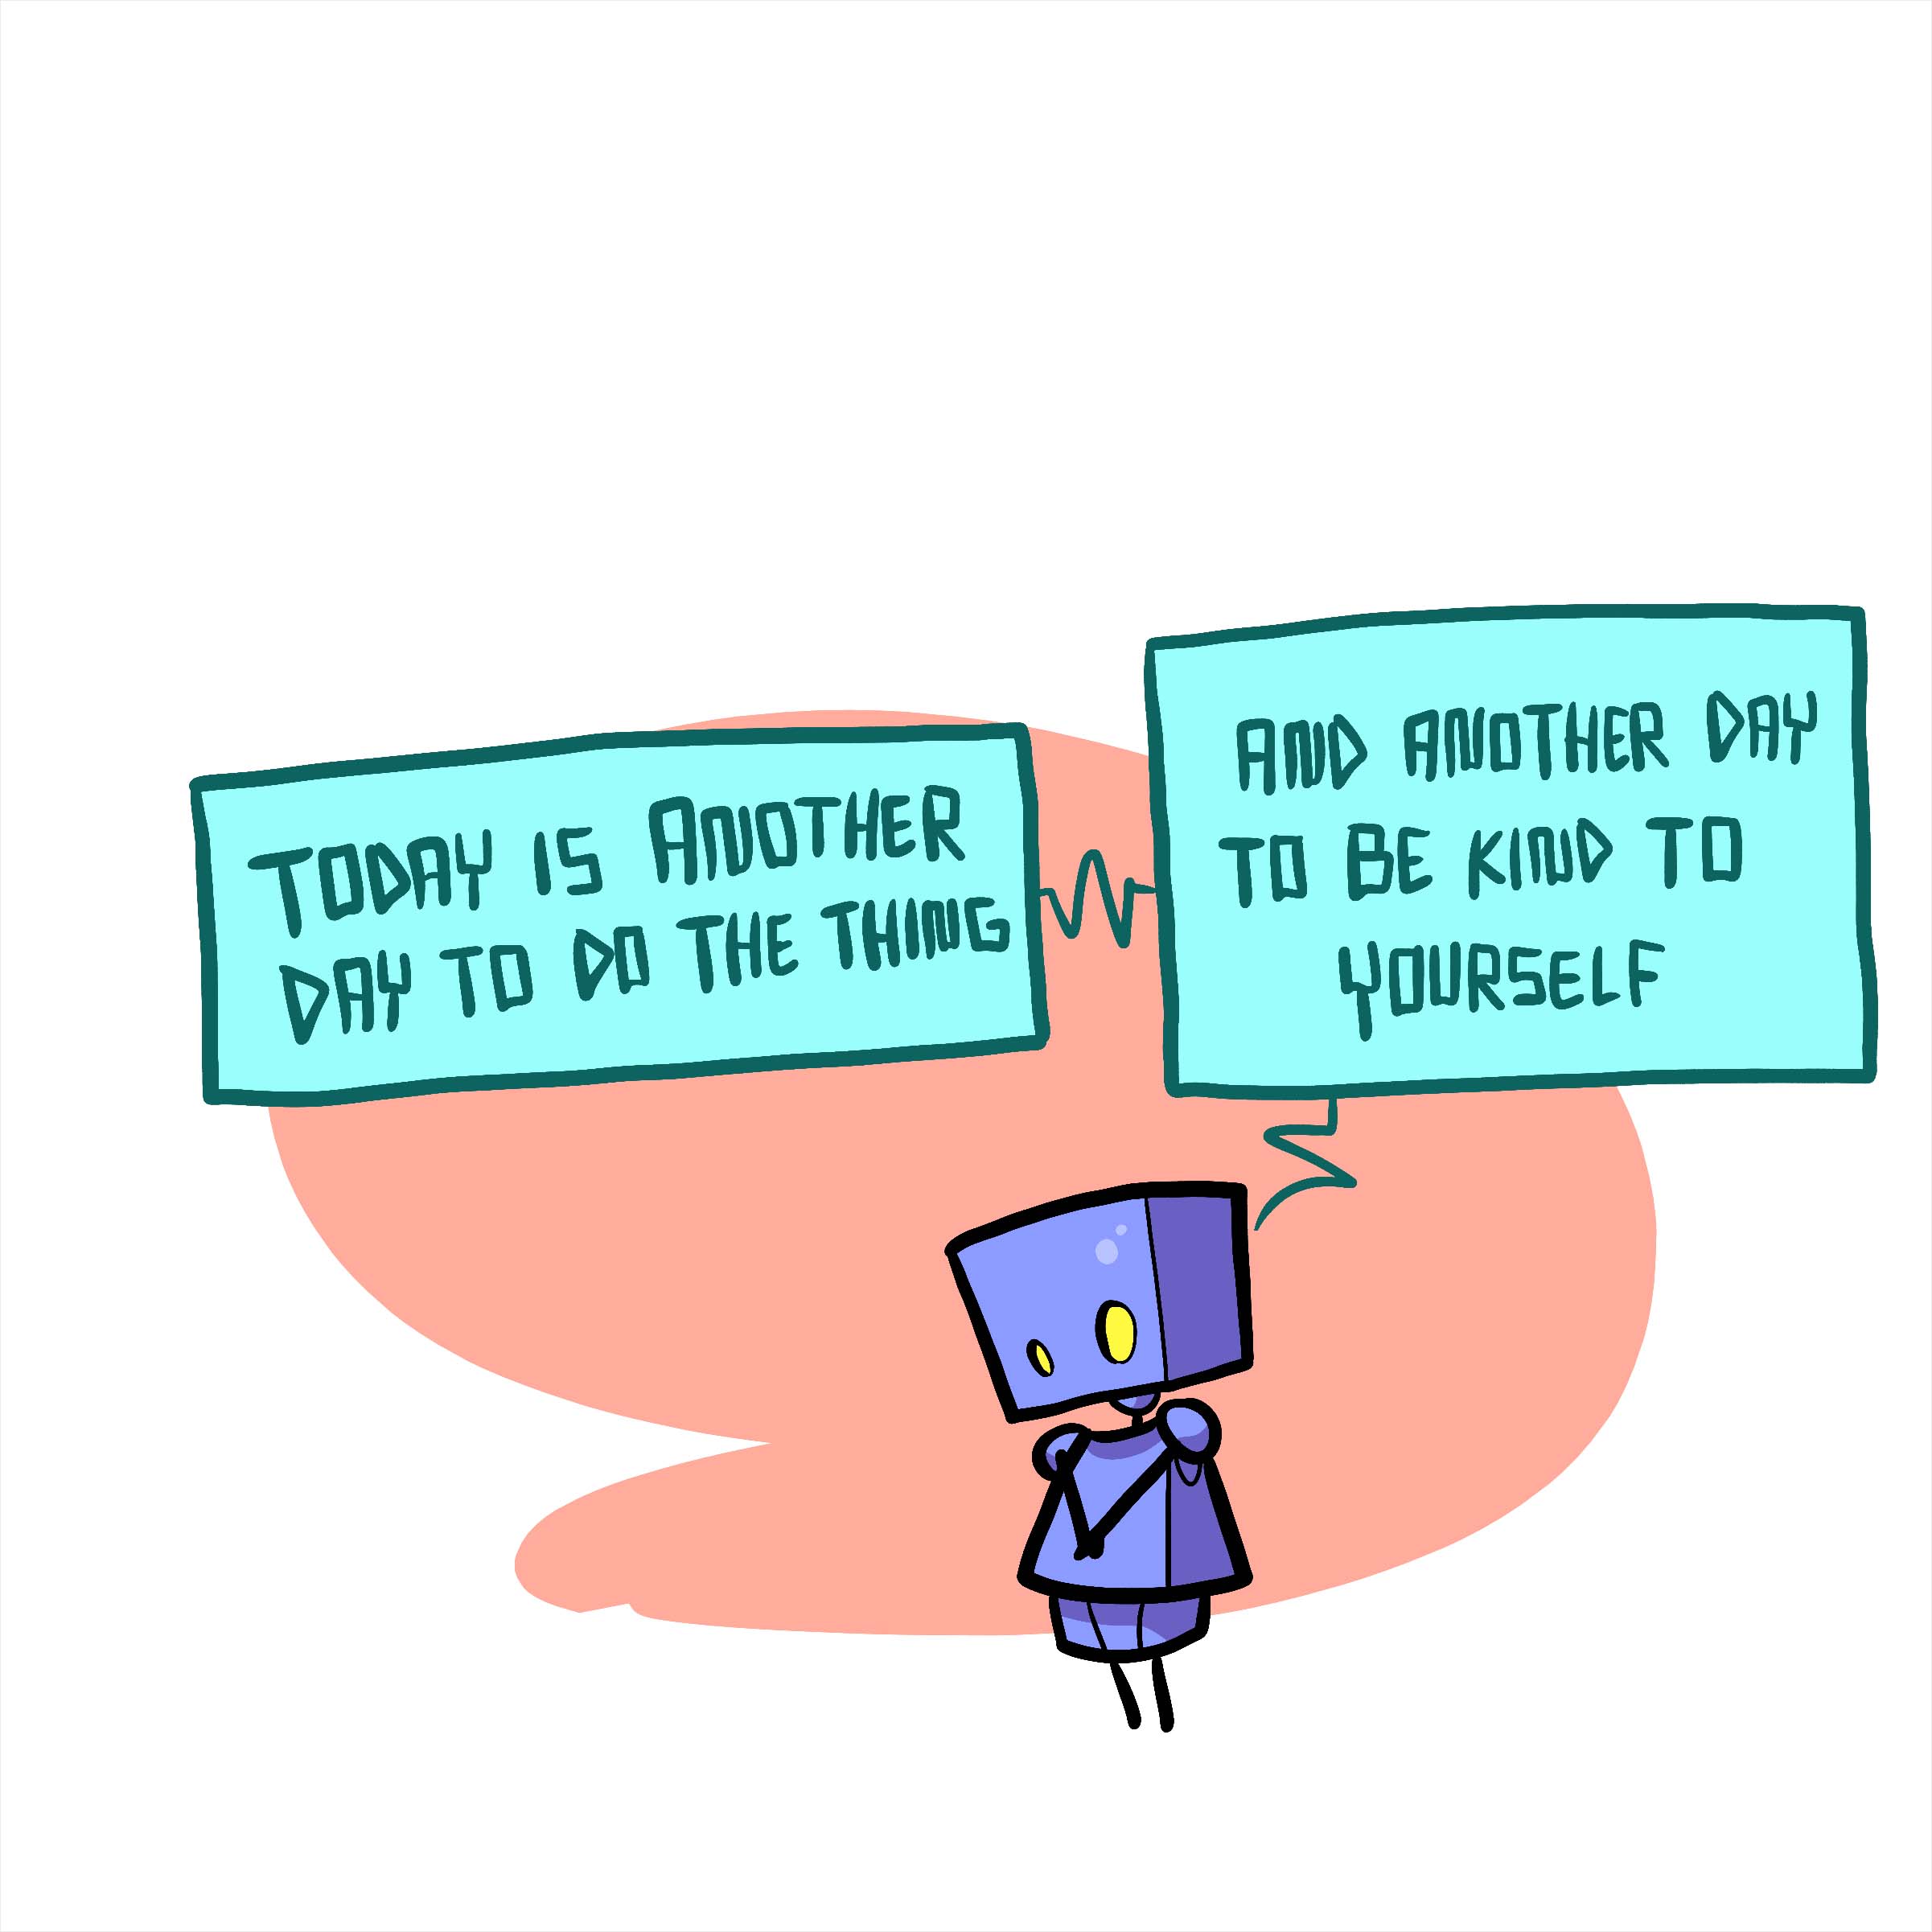 TODAY IS ANOTHER
DAY TO DO THE THING
AND ANOTHER DAY
TO BE KIND TO
YOURSELF